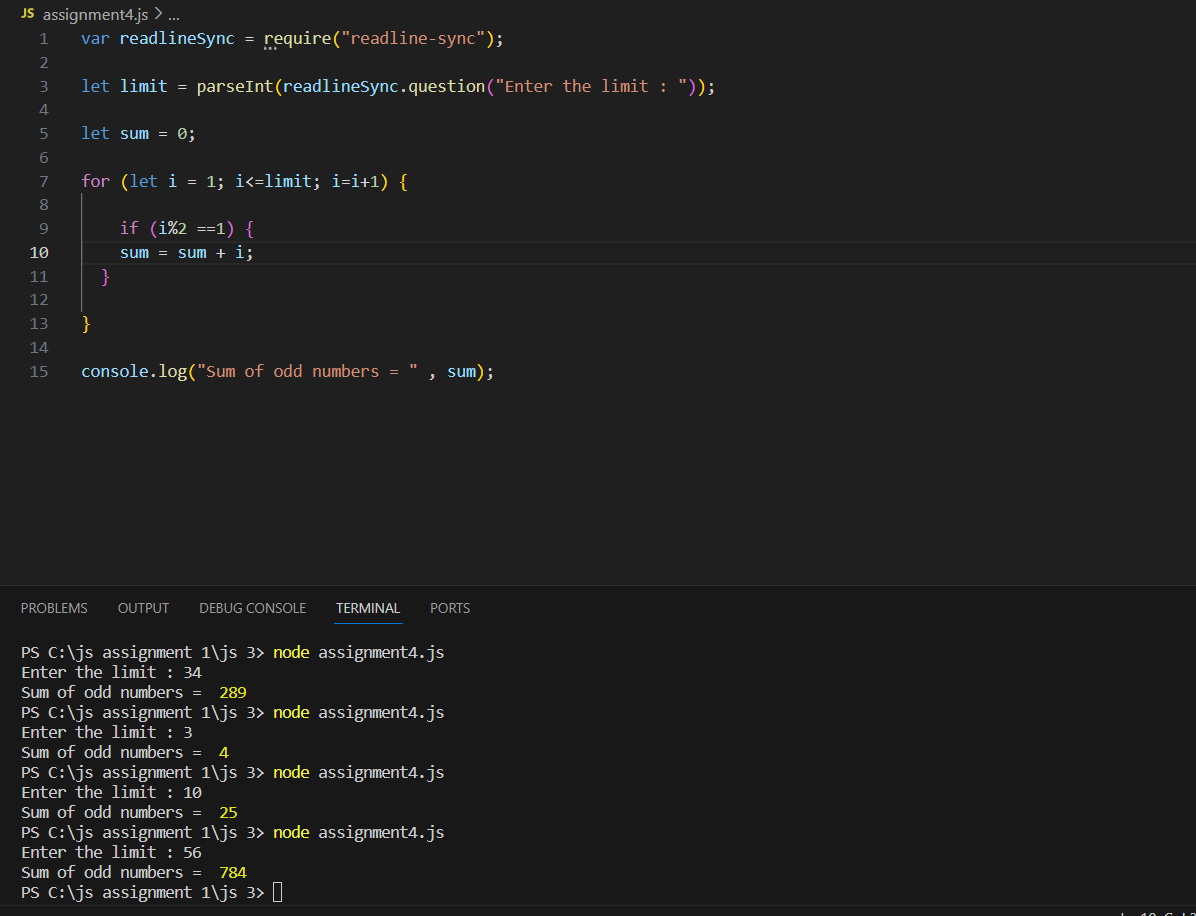 JS assignment4.js > ...
1 var readlineSync = require("readline-sync");
2
3 let limit = parseInt(readlineSync.question("Enter the limit : "));
4
5 let sum = 0;
6
7 for (let i = 1; i<=limit; i=i+1) {
8
9     if (i%2 ==1) {
10     sum = sum + i;
11   }
12
13 }
14
15 console.log("Sum of odd numbers = " , sum);
PROBLEMS OUTPUT DEBUG CONSOLE TERMINAL PORTS
PS C:\js assignment 1\js 3> node assignment4.js
Enter the limit : 34
Sum of odd numbers =  289
PS C:\js assignment 1\js 3> node assignment4.js
Enter the limit : 3
Sum of odd numbers =  4
PS C:\js assignment 1\js 3> node assignment4.js
Enter the limit : 10
Sum of odd numbers =  25
PS C:\js assignment 1\js 3> node assignment4.js
Enter the limit : 56
Sum of odd numbers =  784
PS C:\js assignment 1\js 3>